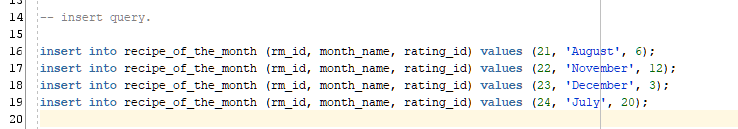 13
14 -- insert query.
15
16 insert into recipe_of_the_month (rm_id, month_name, rating_id) values (21, 'August', 6);
17 insert into recipe_of_the_month (rm_id, month_name, rating_id) values (22, 'November', 12);
18 insert into recipe_of_the_month (rm_id, month_name, rating_id) values (23, 'December', 3);
19 insert into recipe_of_the_month (rm_id, month_name, rating_id) values (24, 'July', 20);
20